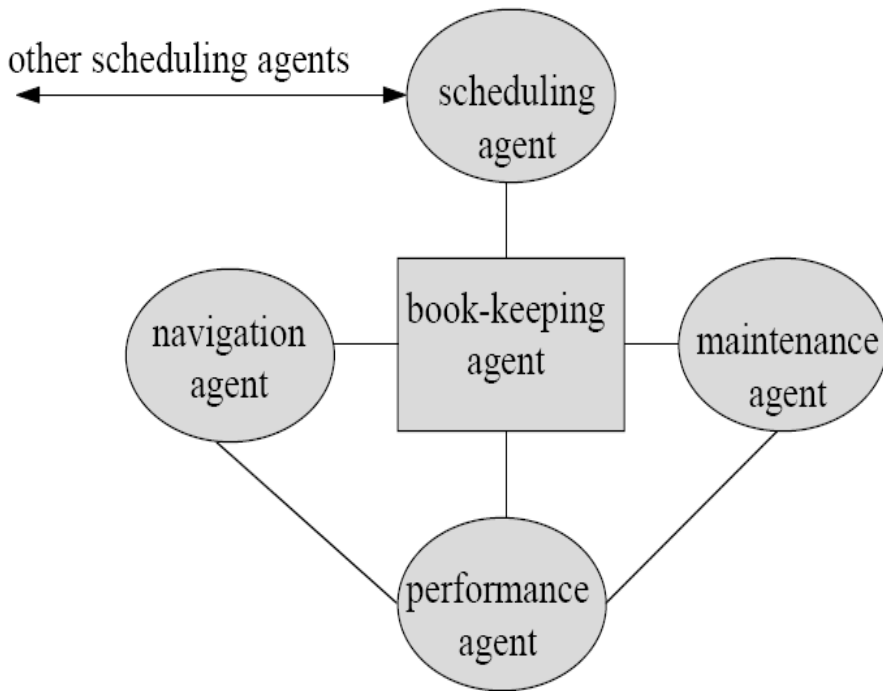 other scheduling agents
scheduling
agent
navigation
agent
book-keeping
agent
maintenance
agent
performance
agent